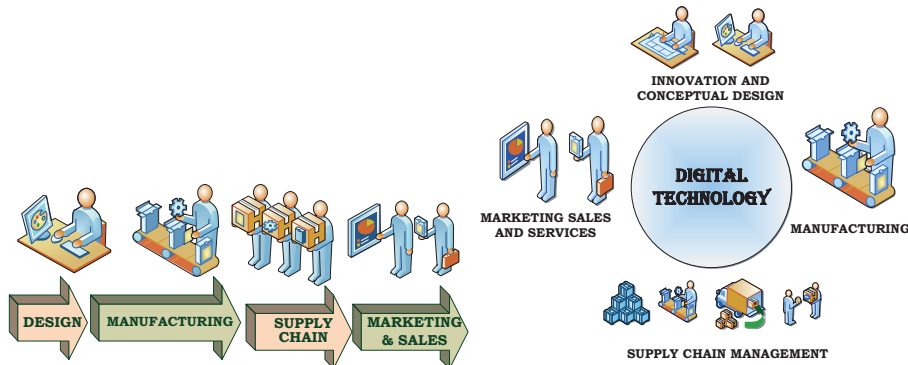 DESIGN
MANUFACTURING
SUPPLY
CHAIN
MARKETING
& SALES
INNOVATION AND
CONCEPTUAL DESIGN
DIGITAL
TECHNOLOGY
MARKETING SALES
AND SERVICES
MANUFACTURING
SUPPLY CHAIN MANAGEMENT